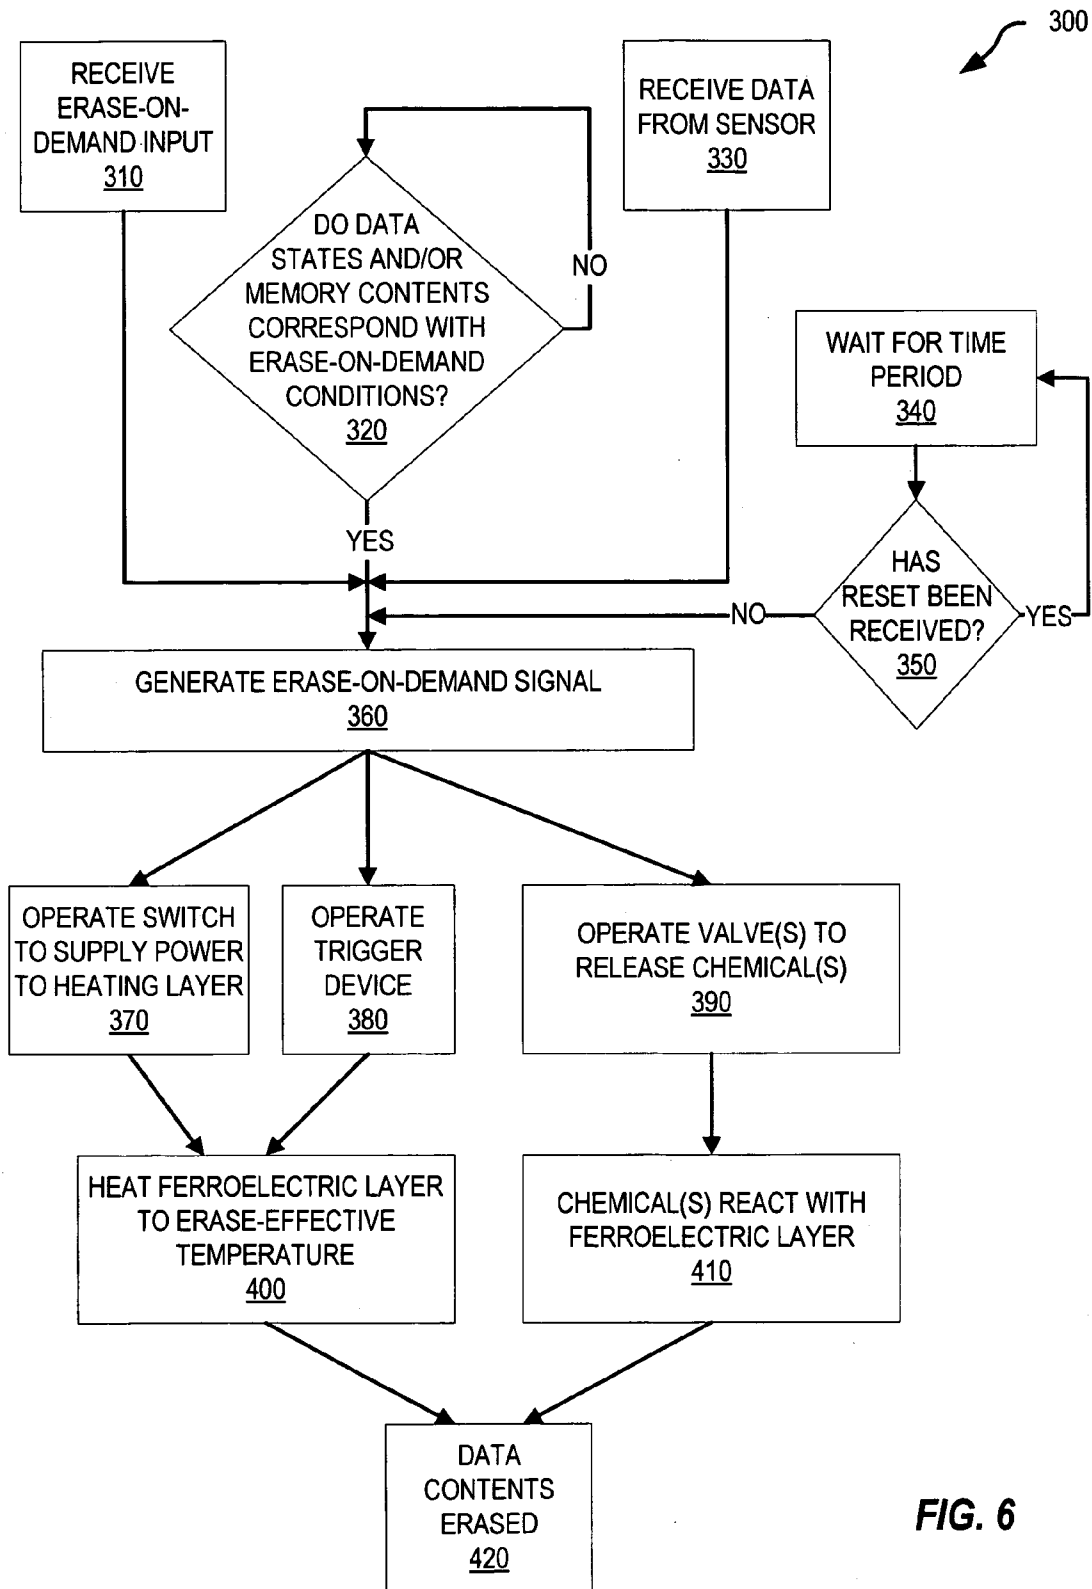 300
RECEIVE
ERASE-ON-
DEMAND INPUT
310
RECEIVE DATA
FROM SENSOR
330
DO DATA
STATES AND/OR
MEMORY CONTENTS
CORRESPOND WITH
ERASE-ON-DEMAND
CONDITIONS?
320
NO
YES
WAIT FOR TIME
PERIOD
340
HAS
RESET BEEN
RECEIVED?
350
NO
YES
GENERATE ERASE-ON-DEMAND SIGNAL
360
OPERATE SWITCH
TO SUPPLY POWER
TO HEATING LAYER
370
OPERATE
TRIGGER
DEVICE
380
OPERATE VALVE(S) TO
RELEASE CHEMICAL(S)
390
HEAT FERROELECTRIC LAYER
TO ERASE-EFFECTIVE
TEMPERATURE
400
CHEMICAL(S) REACT WITH
FERROELECTRIC LAYER
410
DATA
CONTENTS
ERASED
420
FIG. 6